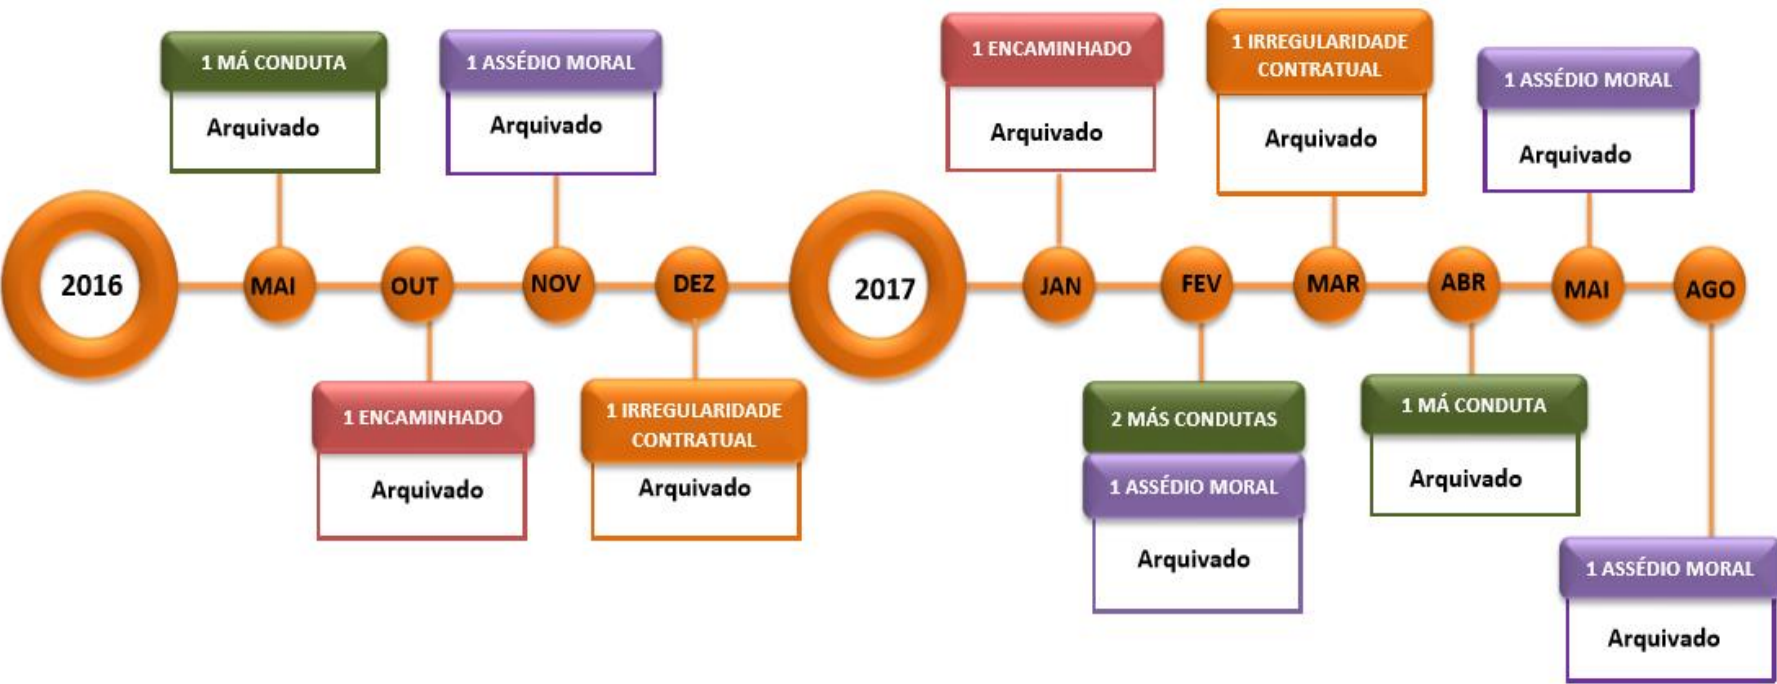 2016
MAI
1 MÁ CONDUTA
Arquivado
OUT
1 ENCAMINHADO
Arquivado
NOV
1 ASSÉDIO MORAL
Arquivado
DEZ
1 IRREGULARIDADE
CONTRATUAL
Arquivado
2017
JAN
1 ENCAMINHADO
Arquivado
FEV
2 MÁS CONDUTAS
1 ASSÉDIO MORAL
Arquivado
MAR
1 IRREGULARIDADE
CONTRATUAL
Arquivado
ABR
1 MÁ CONDUTA
Arquivado
MAI
1 ASSÉDIO MORAL
Arquivado
AGO
1 ASSÉDIO MORAL
Arquivado